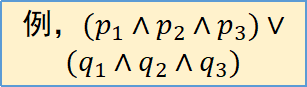 例，(p₁ ∧ p₂ ∧ p₃) ∨
(q₁ ∧ q₂ ∧ q₃)